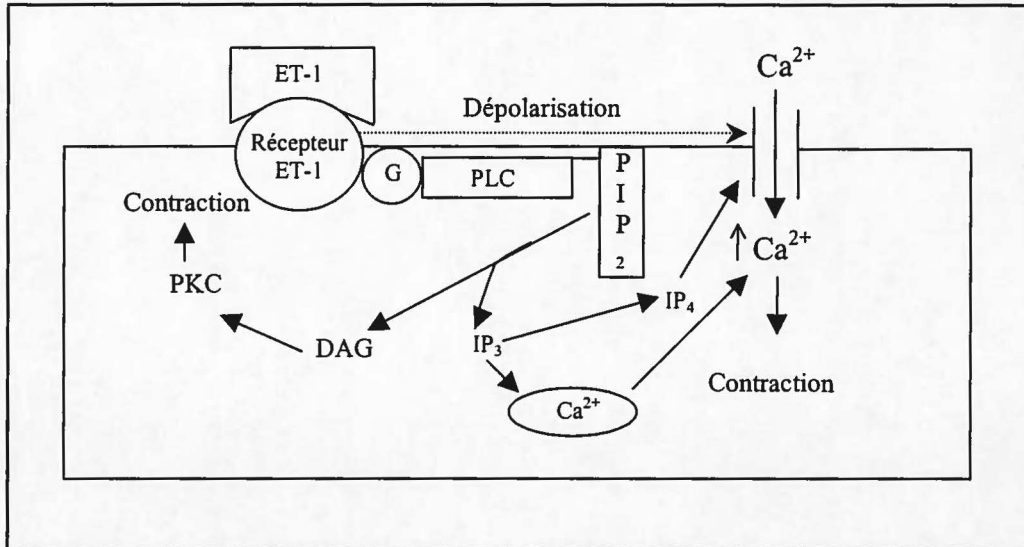 ET-1
Ca²⁺
Dépolarisation
Récepteur
ET-1
G
PLC
P
I
P
2
Contraction
Ca²⁺
PKC
IP₄
DAG
IP₃
Contraction
Ca²⁺